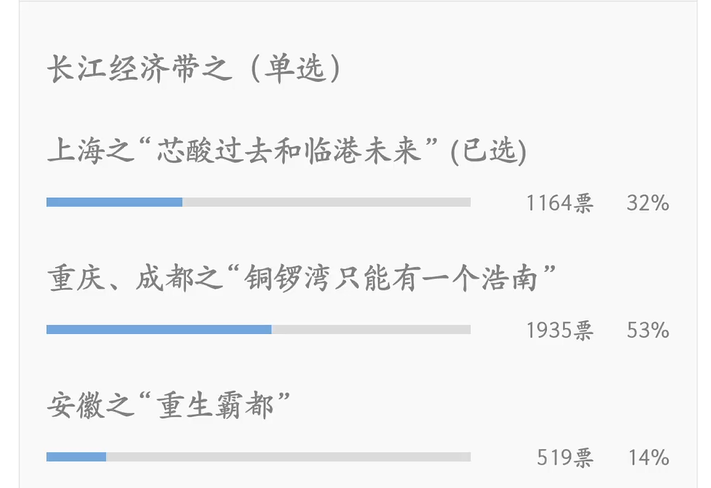 长江经济带之（单选）
上海之“芯酸过去和临港未来” (已选)
1164票 32%
重庆、成都之“铜锣湾只能有一个浩南”
1935票 53%
安徽之“重生霸都”
519票 14%